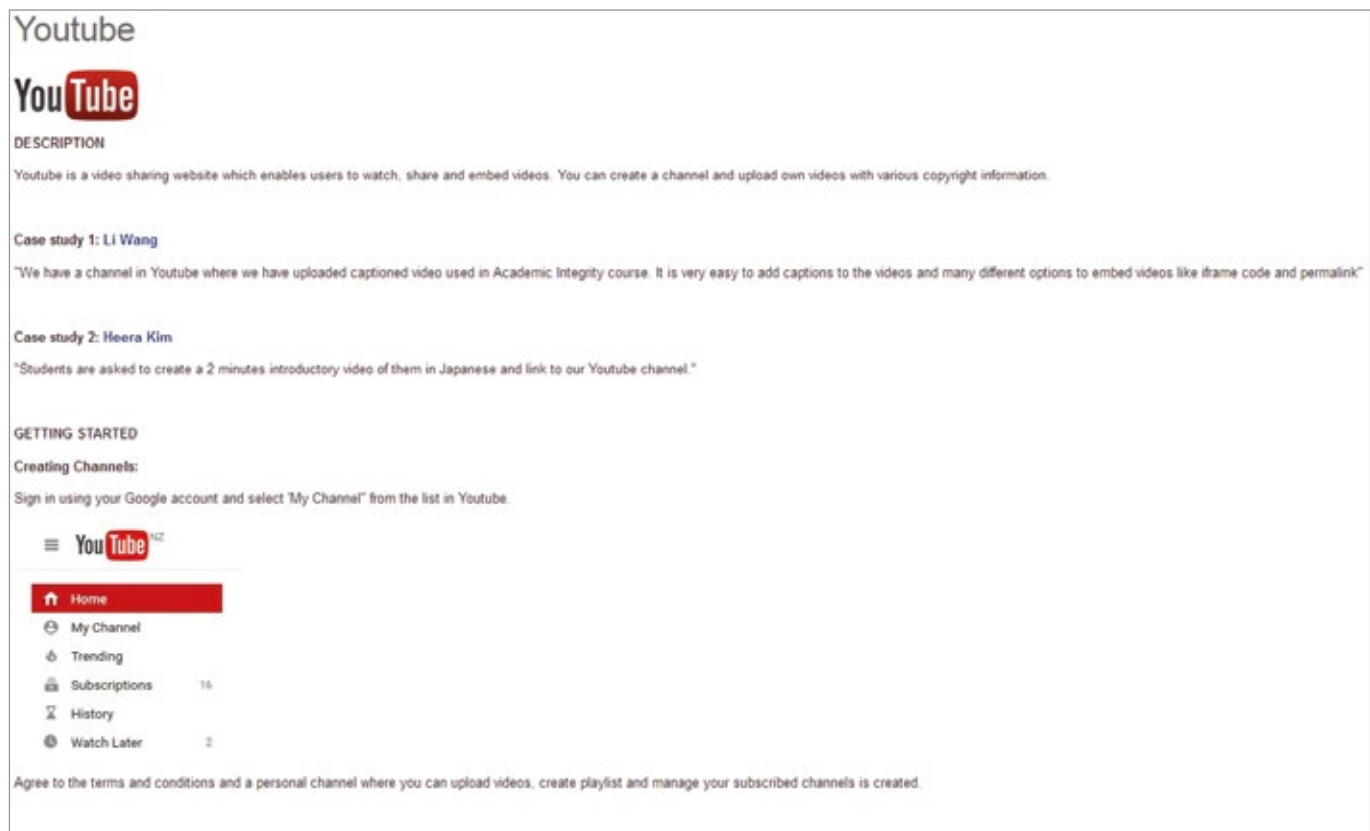 Youtube
YouTube
DESCRIPTION
Youtube is a video sharing website which enables users to watch, share and embed videos. You can create a channel and upload own videos with various copyright information.
Case study 1: Li Wang
"We have a channel in Youtube where we have uploaded captioned video used in Academic Integrity course. It is very easy to add captions to the videos and many different options to embed videos like iframe code and permalink"
Case study 2: Heera Kim
"Students are asked to create a 2 minutes introductory video of them in Japanese and link to our Youtube channel."
GETTING STARTED
Creating Channels:
Sign in using your Google account and select 'My Channel" from the list in Youtube.
YouTube NZ
Home
My Channel
Trending
Subscriptions 16
History
Watch Later 2
Agree to the terms and conditions and a personal channel where you can upload videos, create playlist and manage your subscribed channels is created.